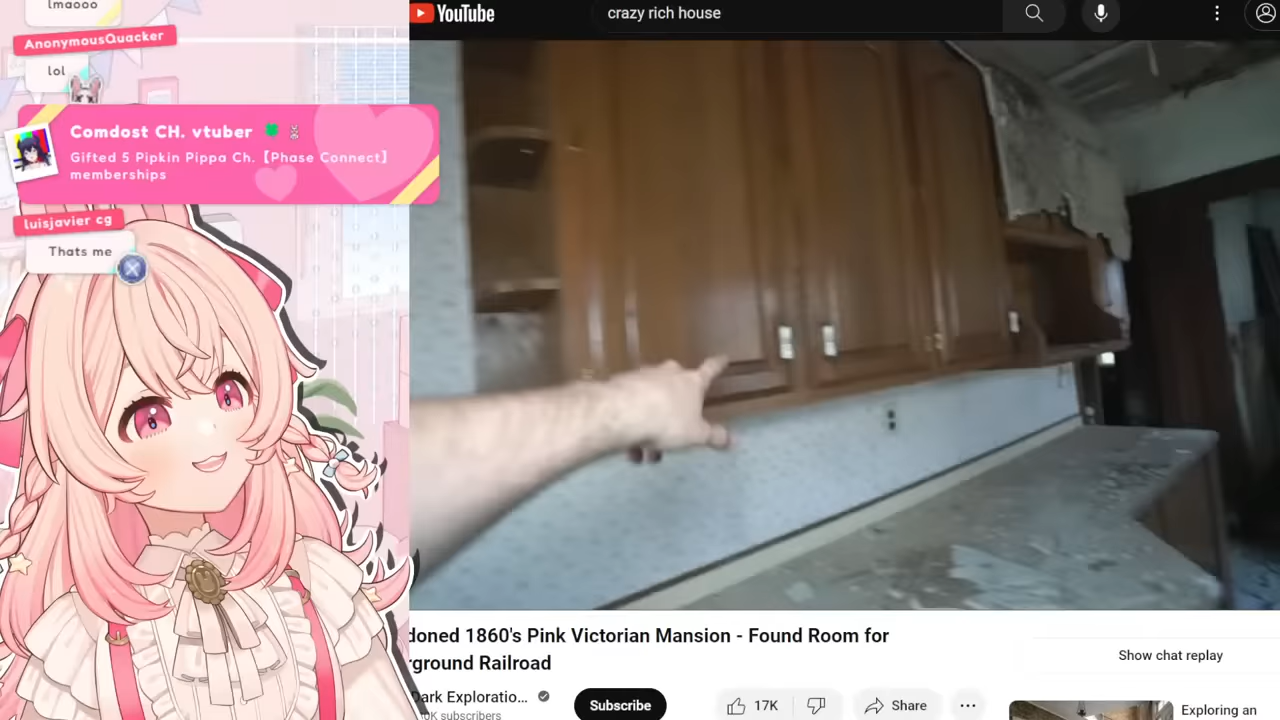 lmaooo
AnonymousQuacker
lol
Comdost CH. vtuber
Gifted 5 Pipkin Pippa Ch. 【Phase Connect】
memberships
luisjavier cg
Thats me
YouTube
crazy rich house
doned 1860's Pink Victorian Mansion - Found Room for
rground Railroad
Dark Exploratio...
0K subscribers
Subscribe
17K
Share
Show chat replay
Exploring an